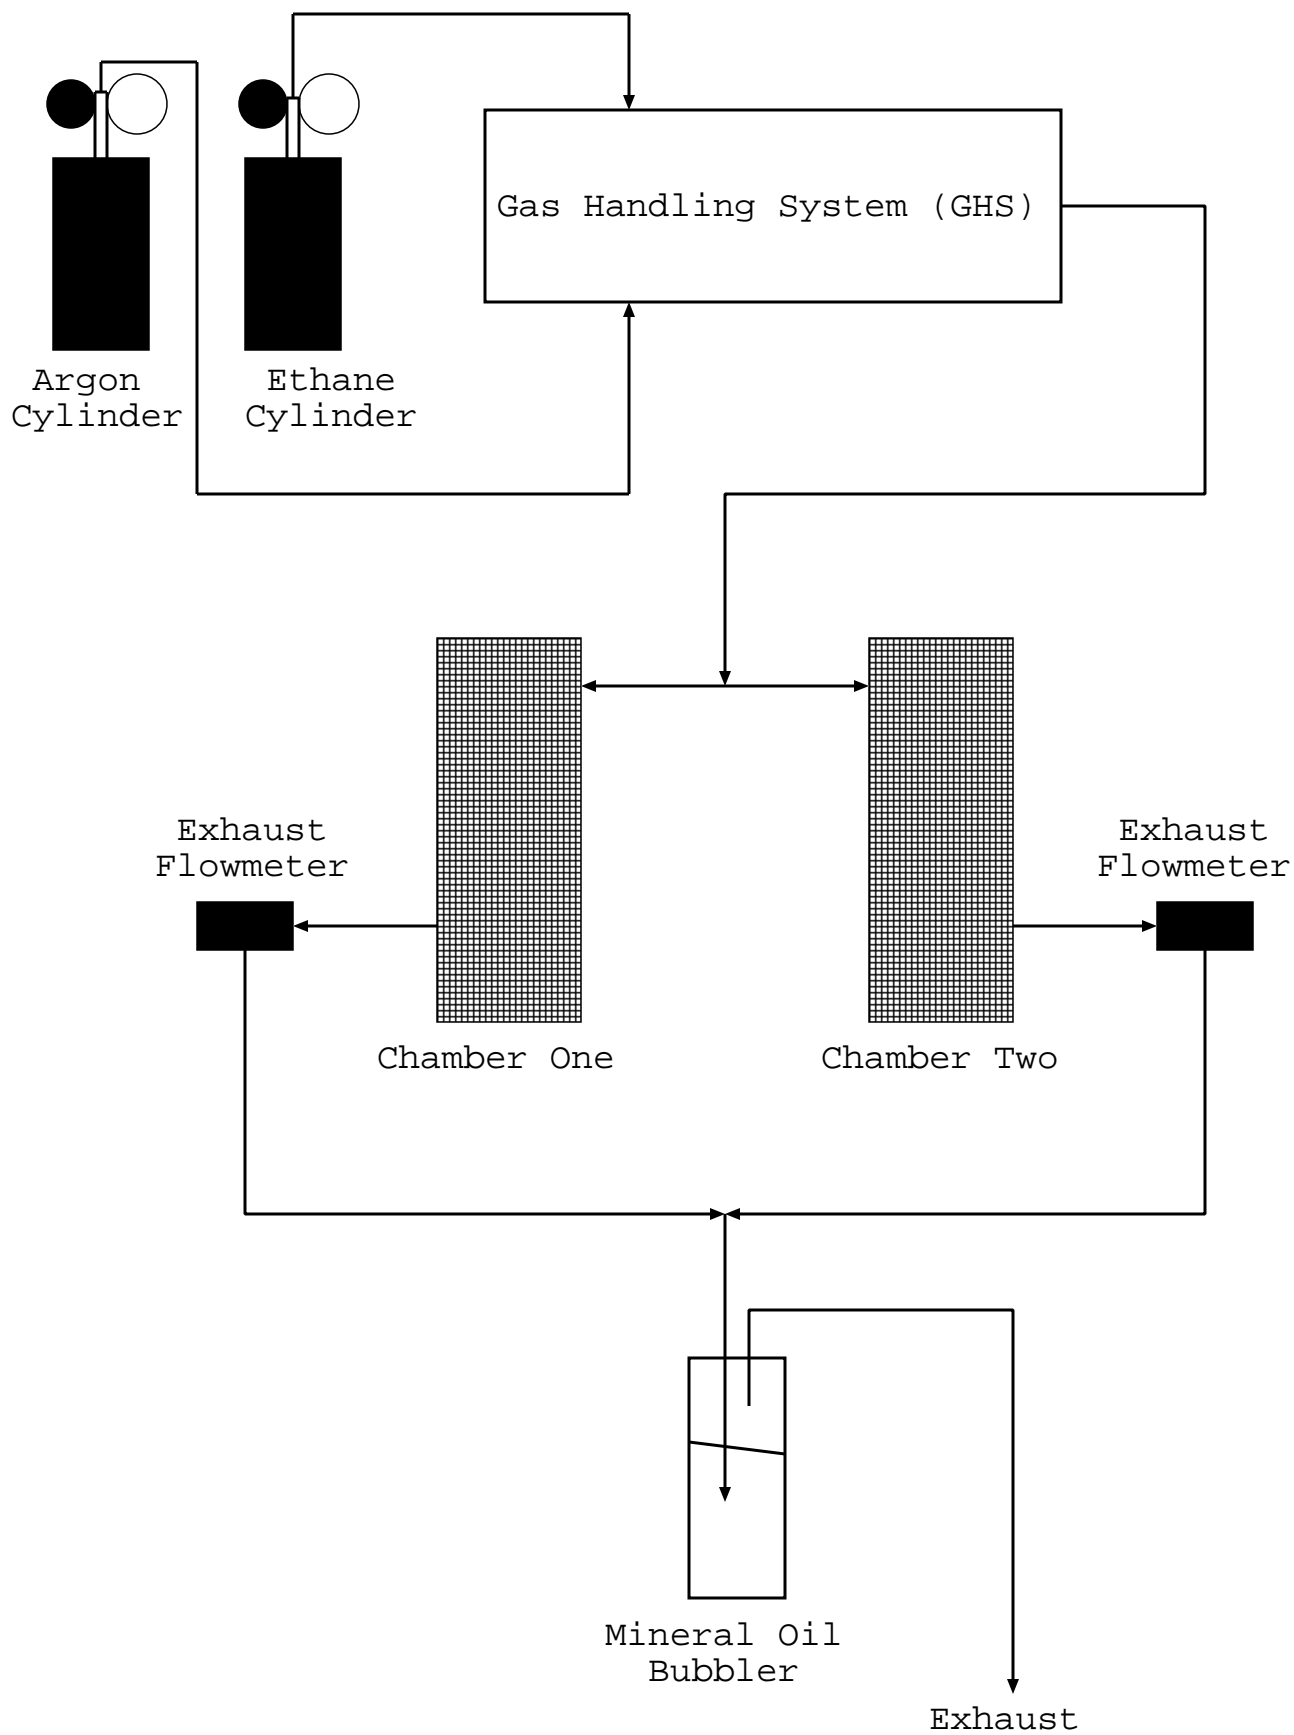 Gas Handling System (GHS)
Argon
Cylinder
Ethane
Cylinder
Exhaust
Flowmeter
Exhaust
Flowmeter
Chamber One
Chamber Two
Mineral Oil
Bubbler
Exhaust